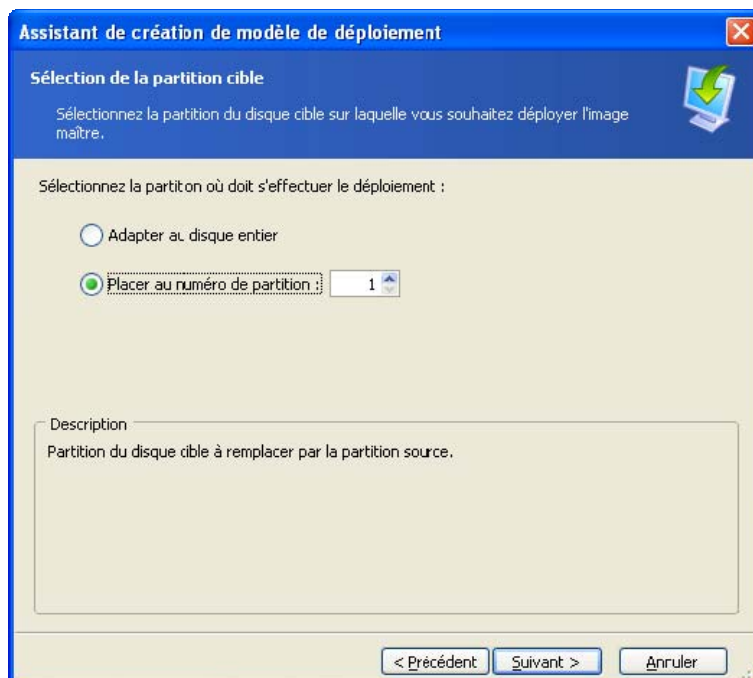 Assistant de création de modèle de déploiement
Sélection de la partition cible
Sélectionnez la partition du disque cible sur laquelle vous souhaitez déployer l'image
maître.
Sélectionnez la partiton où doit s'effectuer le déploiement :
Adapter au disque entier
Placer au numéro de partition : 1
Description
Partition du disque cible à remplacer par la partition source.
< Précédent Suivant > Annuler